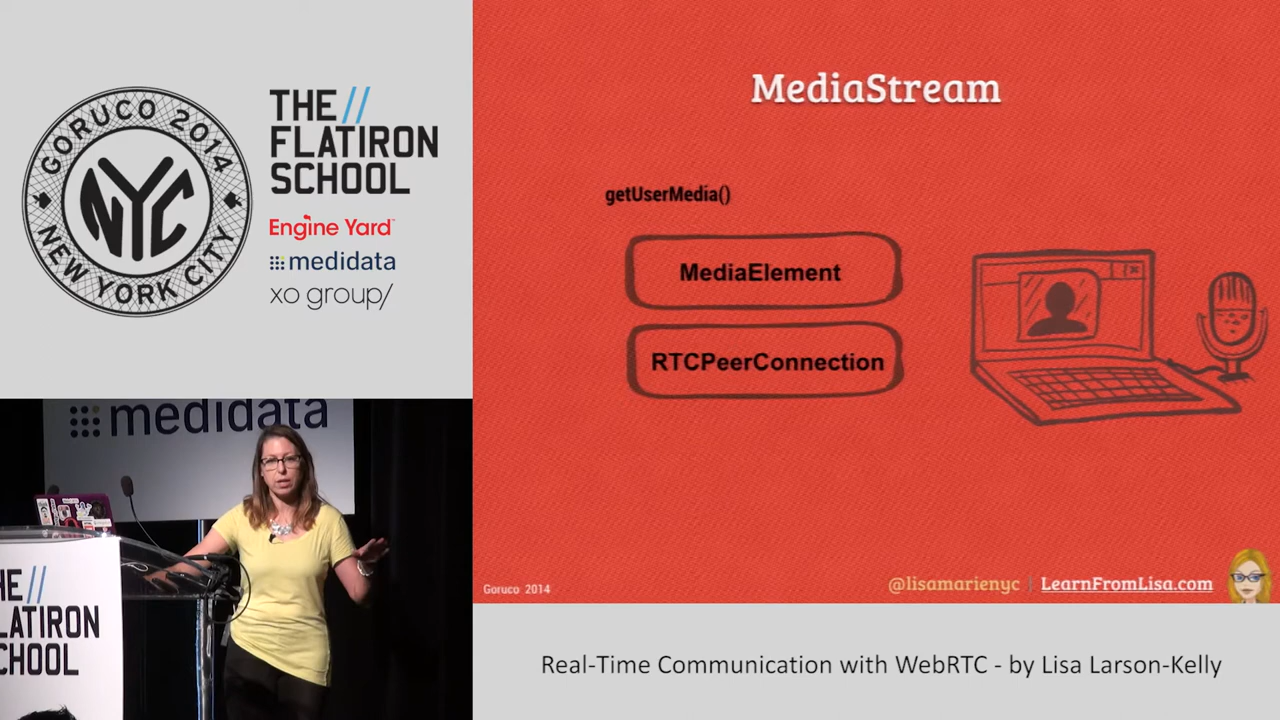 GORUCO 2014
NYC
NEW YORK CITY
THE //
FLATIRON
SCHOOL
Engine Yard™
medidata
xo group/
medidata
HE //
LATIRON
CHOOL
MediaStream
getUserMedia()
MediaElement
RTCPeerConnection
Goruco 2014
@lisamarienyc | LearnFromLisa.com
Real-Time Communication with WebRTC - by Lisa Larson-Kelly